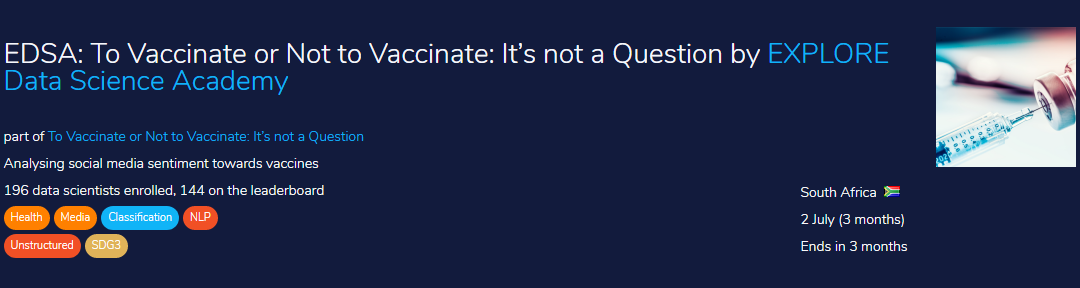 EDSA: To Vaccinate or Not to Vaccinate: It's not a Question by EXPLORE
Data Science Academy
part of To Vaccinate or Not to Vaccinate: It's not a Question
Analysing social media sentiment towards vaccines
196 data scientists enrolled, 144 on the leaderboard
Health Media Classification NLP
Unstructured SDG3
South Africa
2 July (3 months)
Ends in 3 months